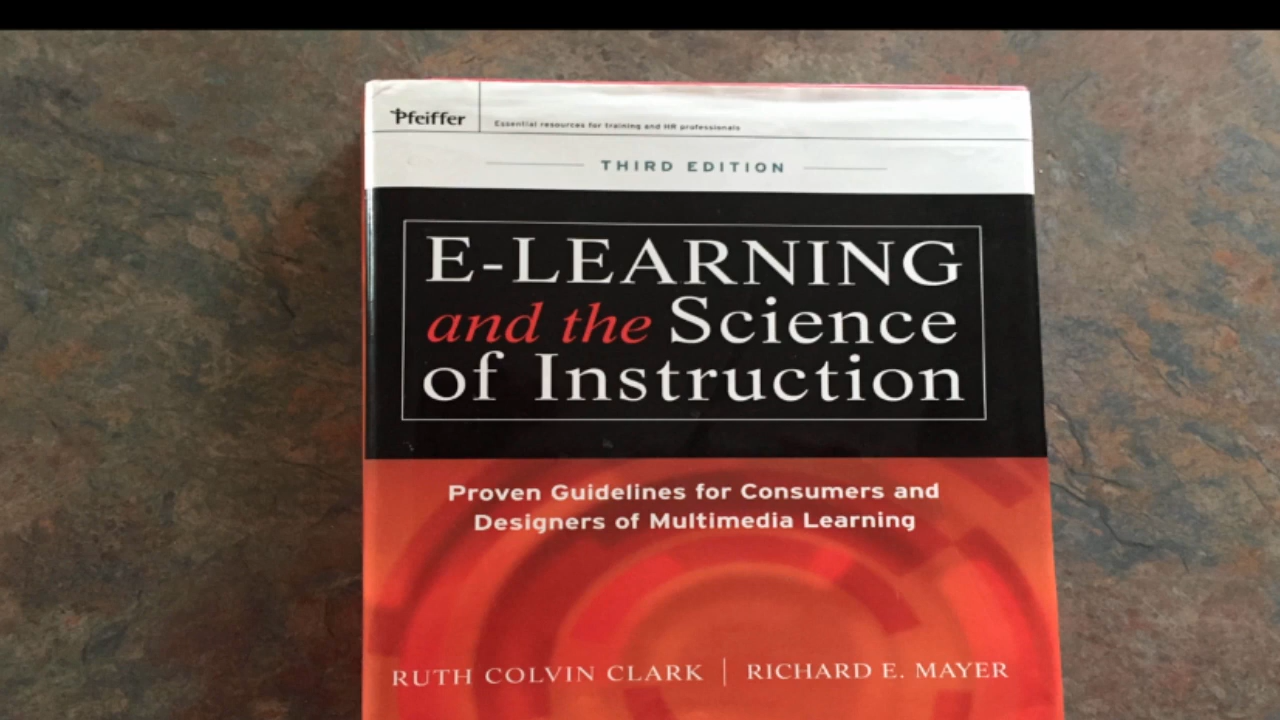 Pfeiffer
Essential resources for training and HR professionals
THIRD EDITION
E-LEARNING
and the Science
of Instruction
Proven Guidelines for Consumers and
Designers of Multimedia Learning
RUTH COLVIN CLARK | RICHARD E. MAYER